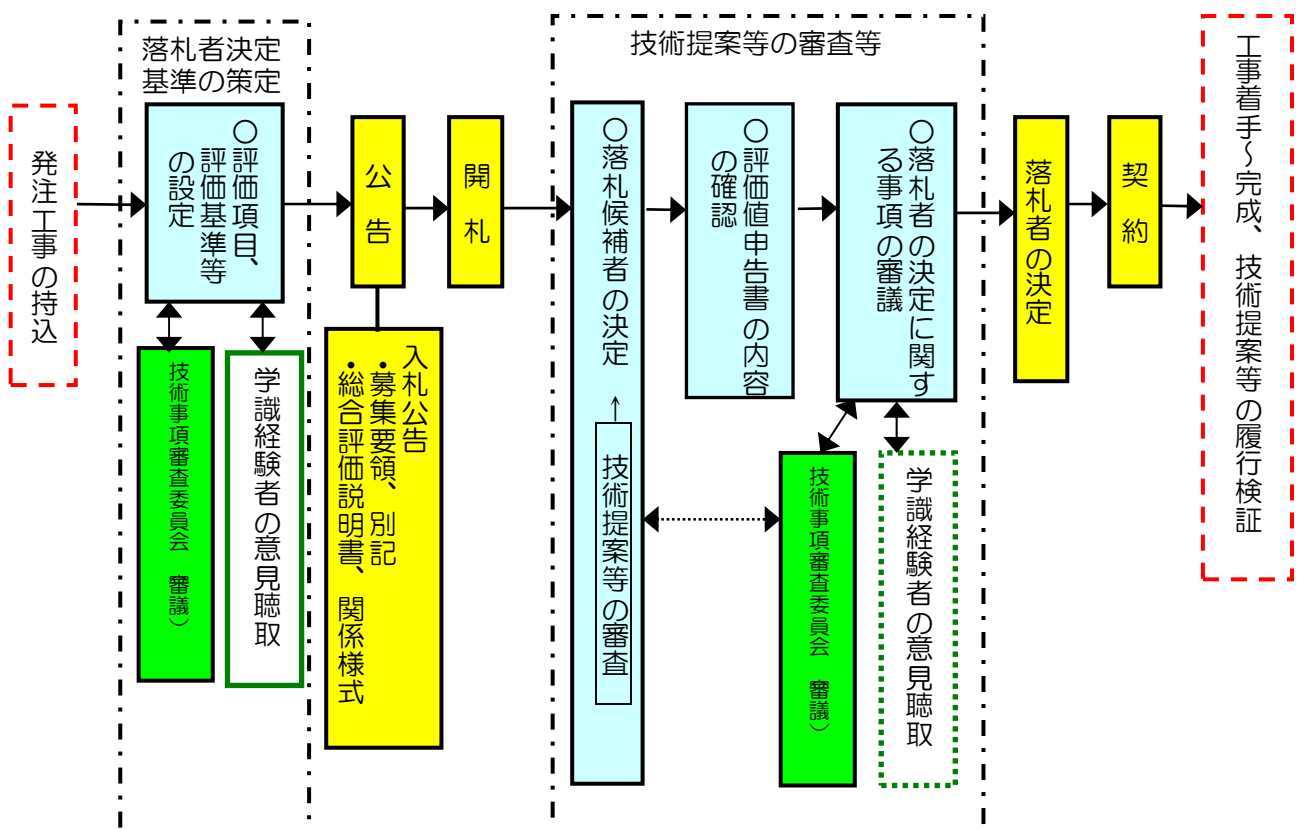 落札者決定
基準の策定
技術提案等の審査等
発注工事の持込
○評価項目、
評価基準等
の設定
技術事項審査委員会 審議）
学識経験者の意見聴取
公告
入札公告
・募集要領、別記
・総合評価説明書、関係様式
開札
○落札候補者の決定 ← 技術提案等の審査
○評価値申告書の内容
の確認
○落札者の決定に関す
る事項の審議
技術事項審査委員会 審議）
学識経験者の意見聴取
落札者の決定
契約
工事着手～完成、技術提案等の履行検証